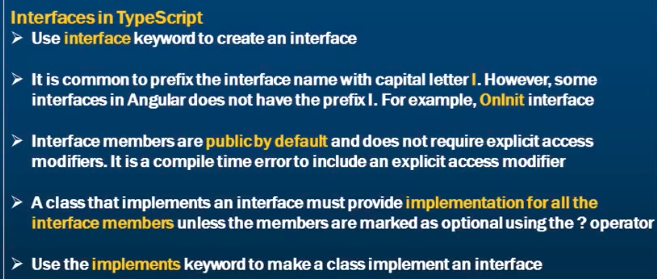 Interfaces in TypeScript
➢ Use interface keyword to create an interface
➢ It is common to prefix the interface name with capital letter I. However, some
interfaces in Angular does not have the prefix I. For example, OnInit interface
➢ Interface members are public by default and does not require explicit access
modifiers. It is a compile time error to include an explicit access modifier
➢ A class that implements an interface must provide implementation for all the
interface members unless the members are marked as optional using the ? operator
➢ Use the implements keyword to make a class implement an interface